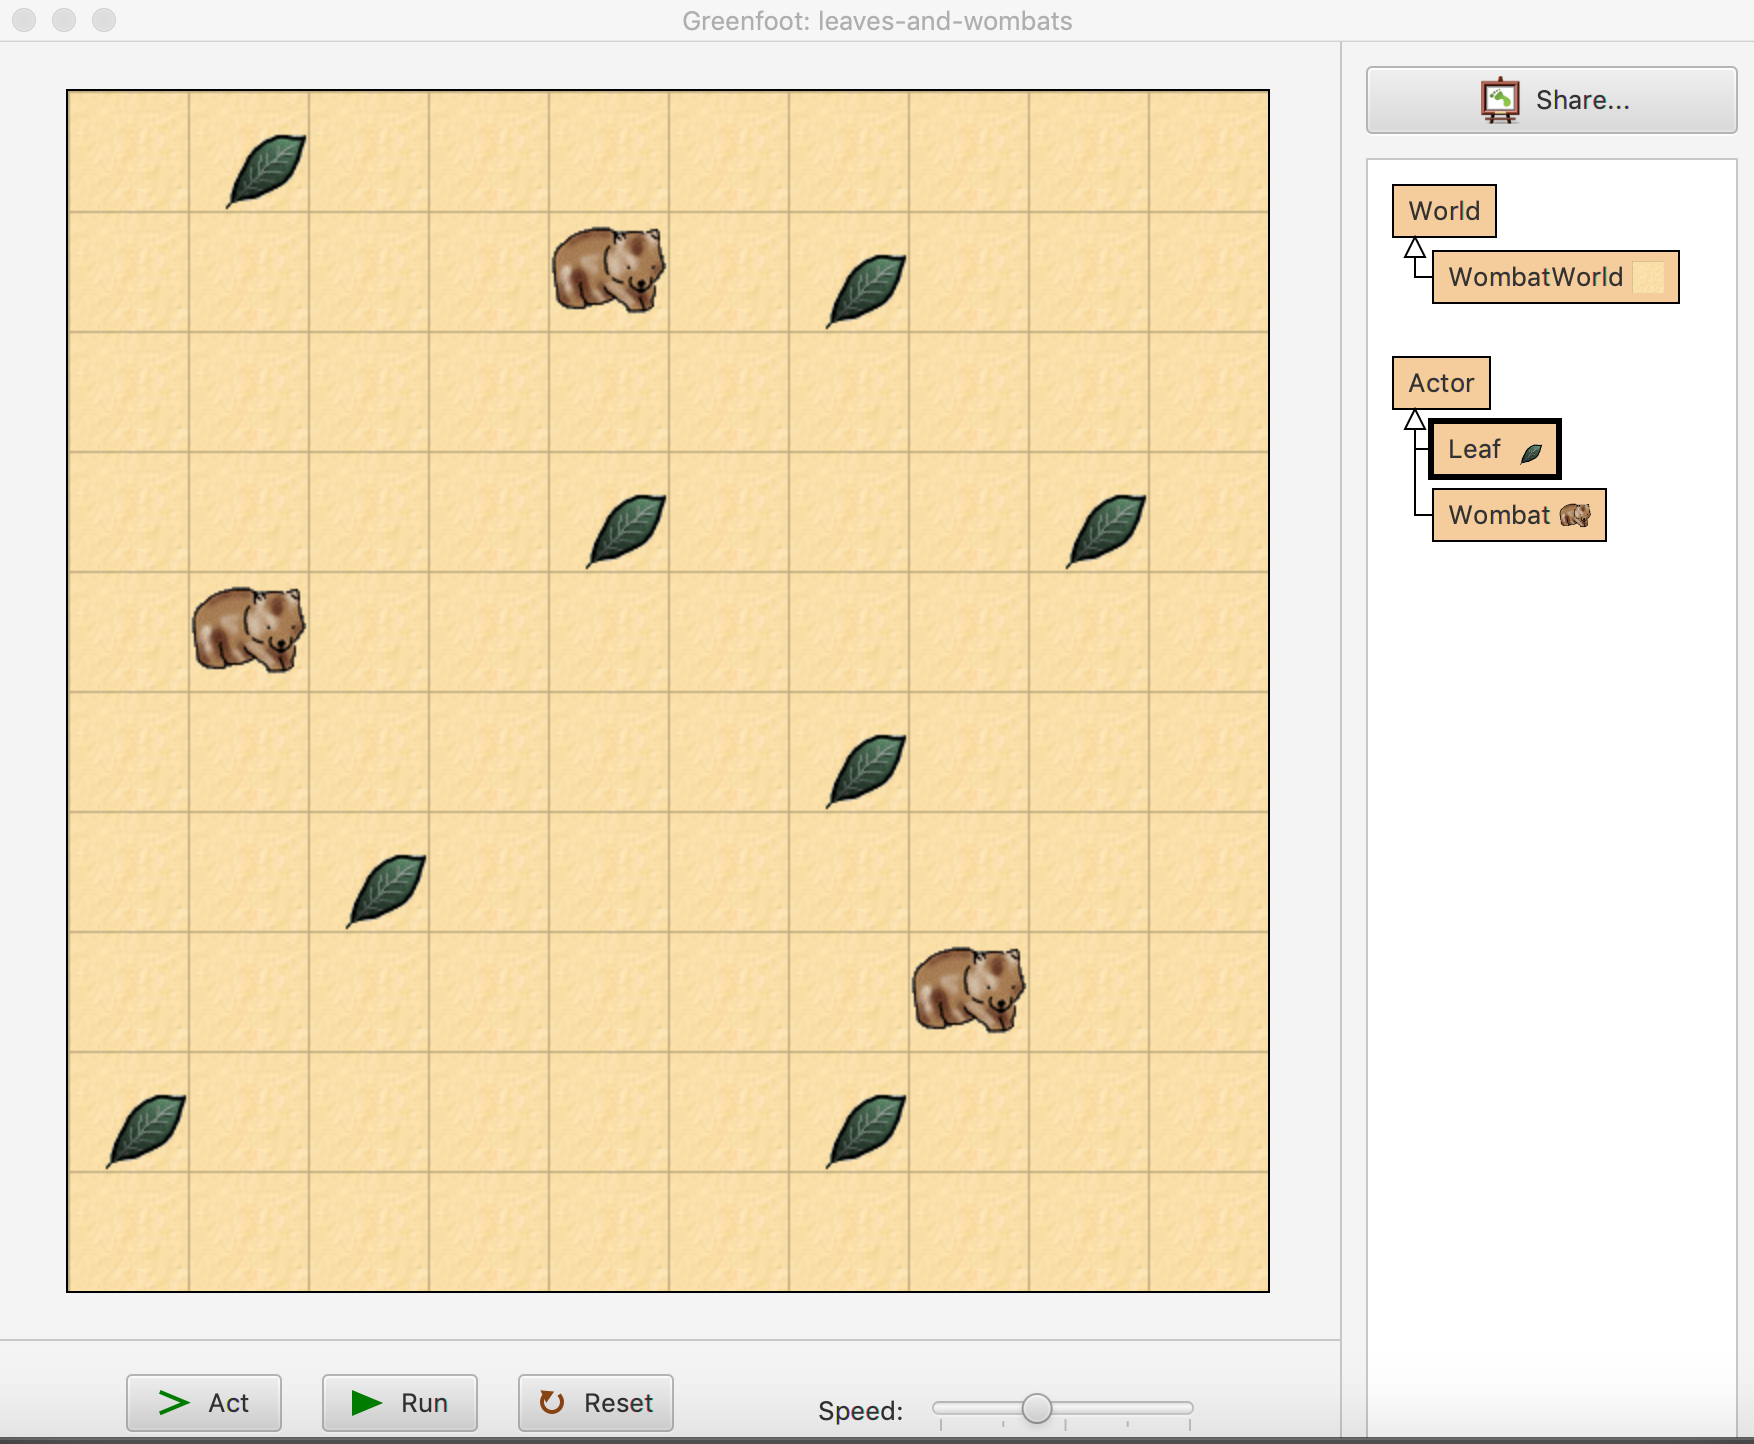 Greenfoot: leaves-and-wombats
Share...
World
WombatWorld
Actor
Leaf
Wombat
Act
Run
Reset
Speed: